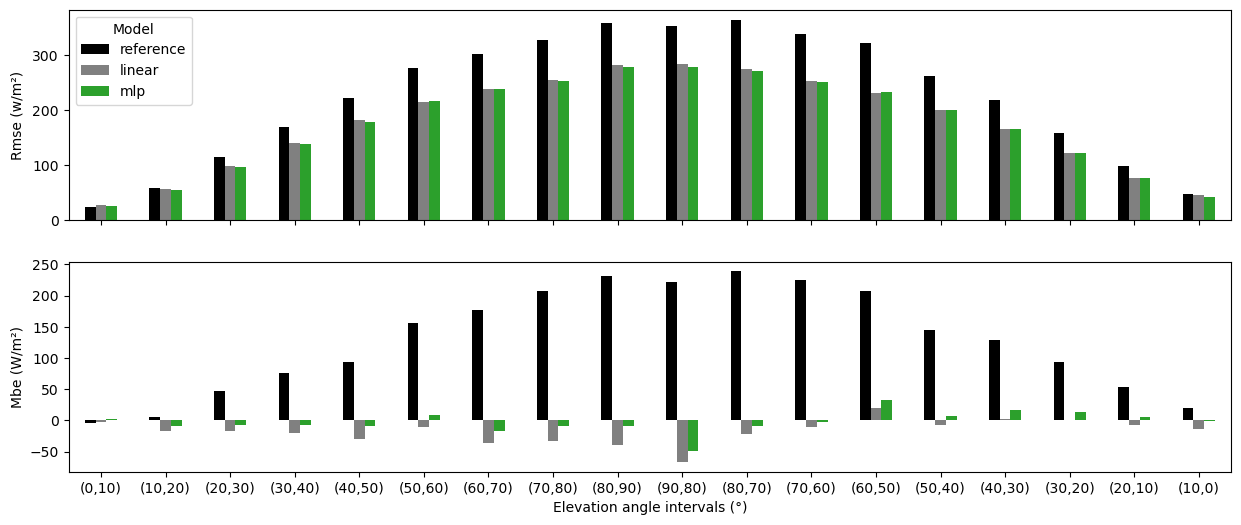 Model
reference
linear
mlp
Rmse (w/m²)
300
200
100
0
Mbe (W/m²)
250
200
150
100
50
0
−50
(0,10) (10,20) (20,30) (30,40) (40,50) (50,60) (60,70) (70,80) (80,90) (90,80) (80,70) (70,60) (60,50) (50,40) (40,30) (30,20) (20,10) (10,0)
Elevation angle intervals (°)